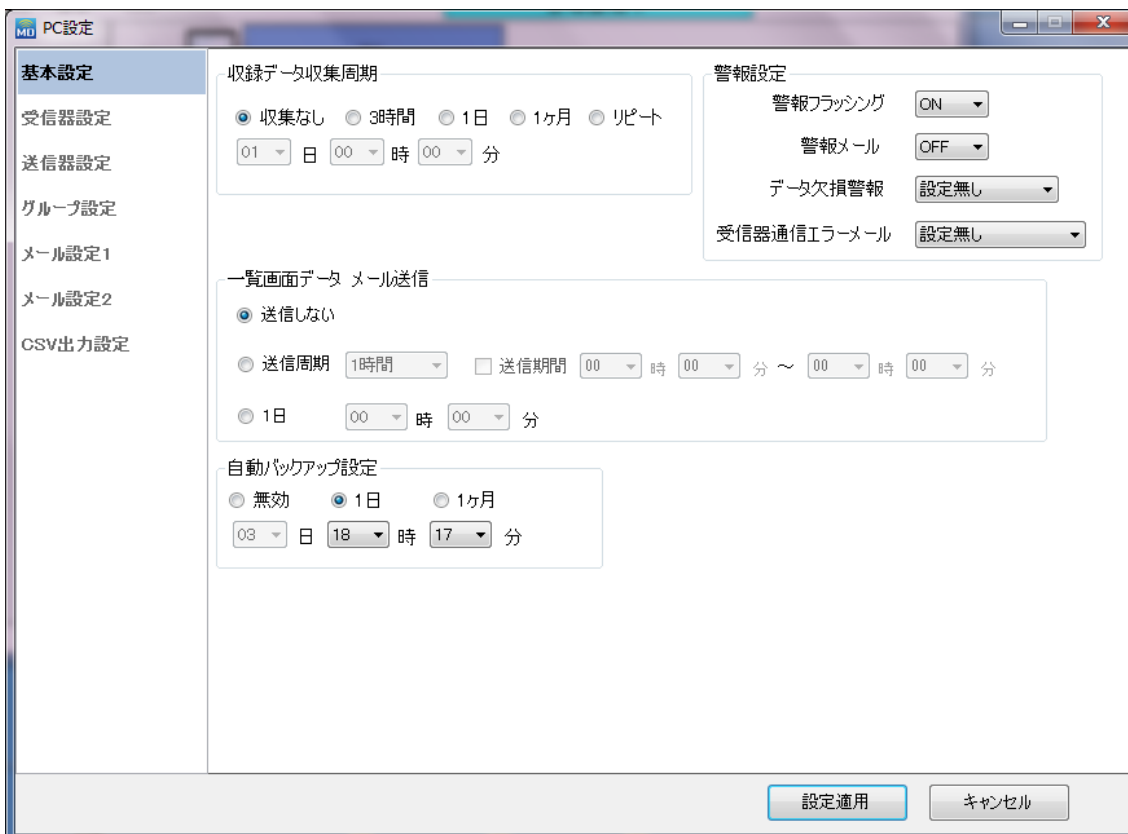 MD PC設定
基本設定
受信器設定
送信器設定
グループ設定
メール設定1
メール設定2
CSV出力設定
収録データ収集周期
収集なし 3時間 1日 1ヶ月 リピート
01 日 00 時 00 分
警報設定
警報フラッシング ON
警報メール OFF
データ欠損警報 設定無し
受信器通信エラーメール 設定無し
一覧画面データ メール送信
送信しない
送信周期 1時間 送信期間 00 時 00 分 ～ 00 時 00 分
1日 00 時 00 分
自動バックアップ設定
無効 1日 1ヶ月
03 日 18 時 17 分
設定適用 キャンセル